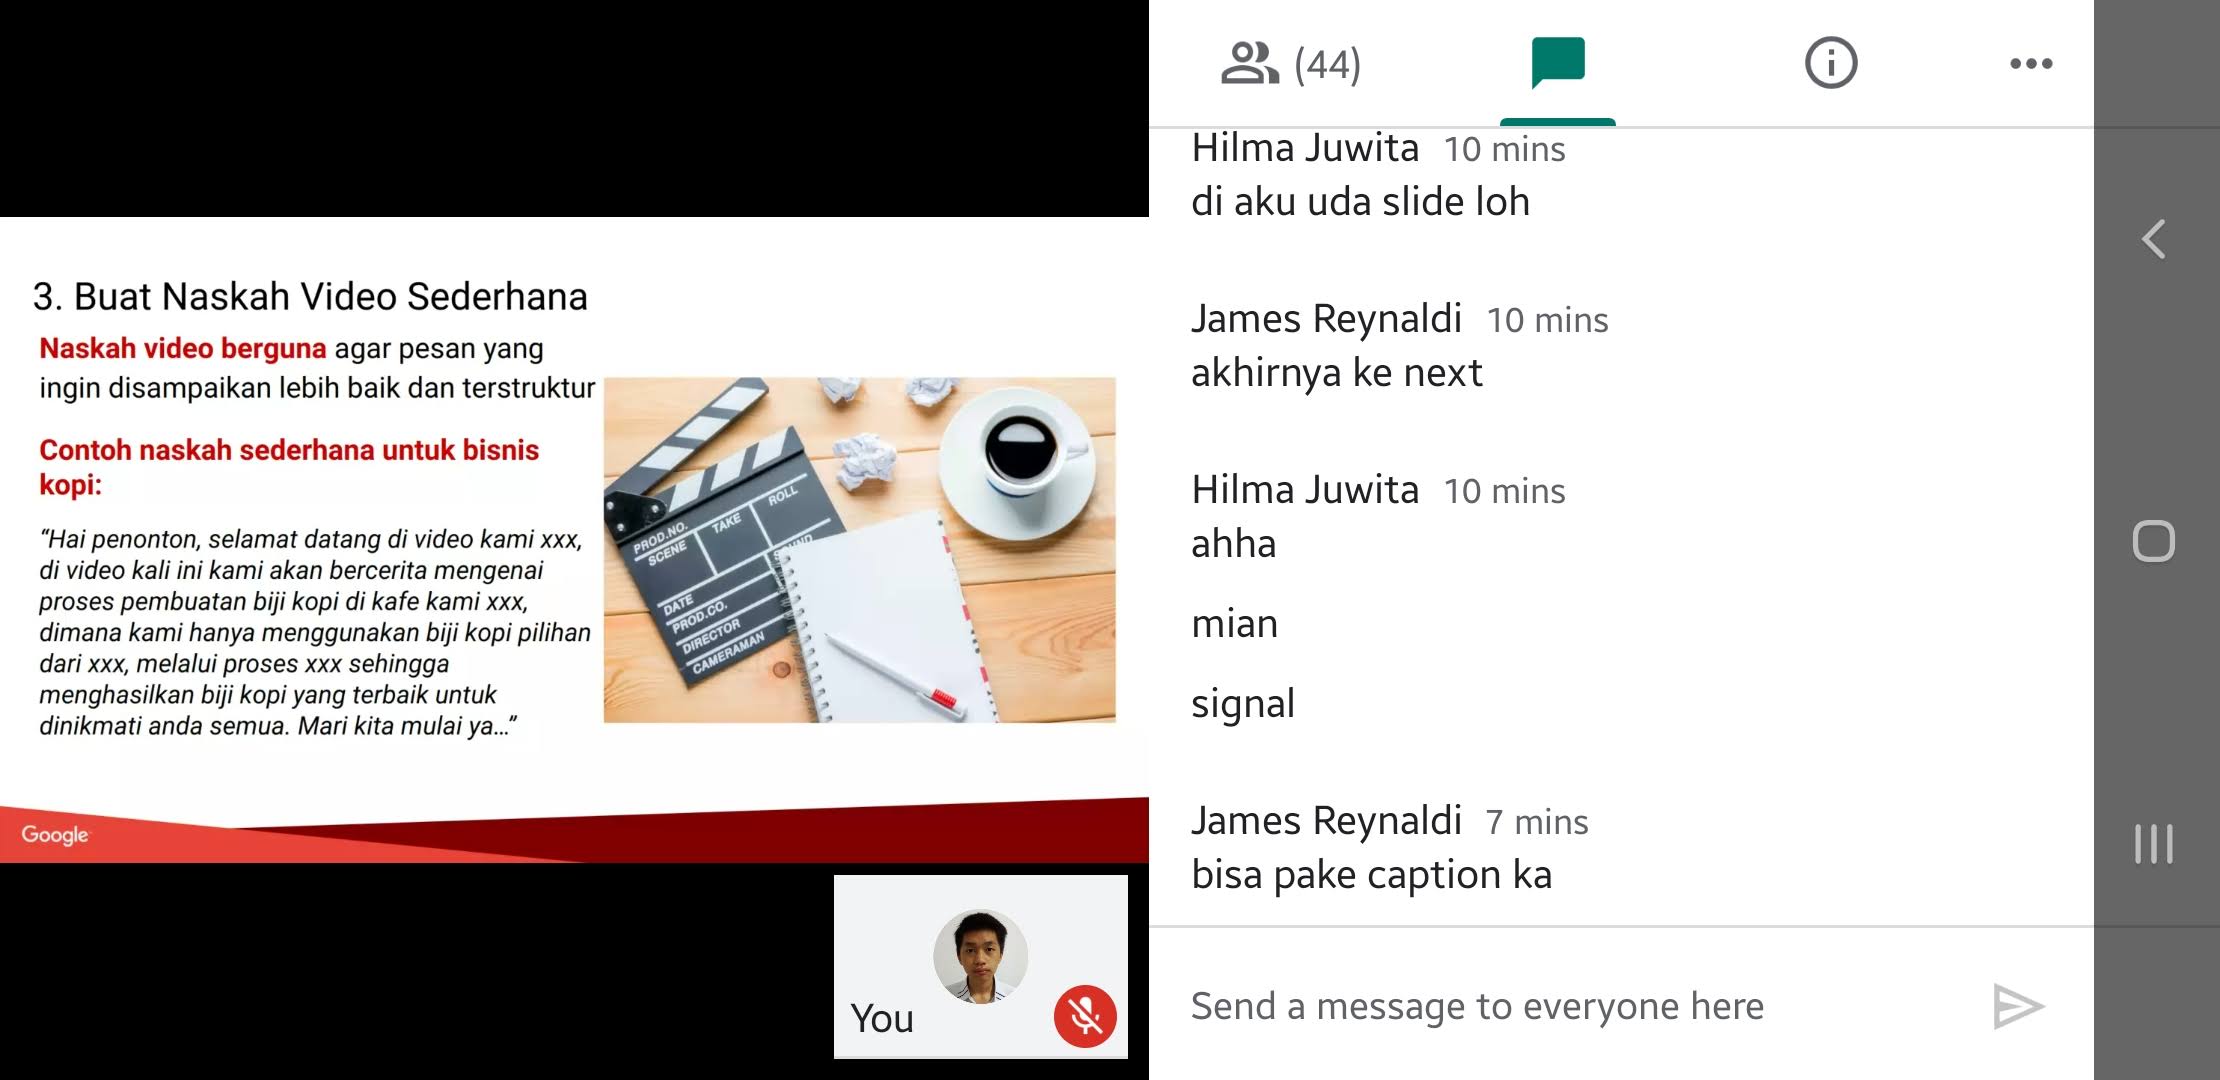 3. Buat Naskah Video Sederhana
Naskah video berguna agar pesan yang
ingin disampaikan lebih baik dan terstruktur
Contoh naskah sederhana untuk bisnis
kopi:
“Hai penonton, selamat datang di video kami xxx,
di video kali ini kami akan bercerita mengenai
proses pembuatan biji kopi di kafe kami xxx,
dimana kami hanya menggunakan biji kopi pilihan
dari xxx, melalui proses xxx sehingga
menghasilkan biji kopi yang terbaik untuk
dinikmati anda semua. Mari kita mulai ya...”
PROD.NO.
SCENE
TAKE
ROLL
SOUND
DATE
PROD.CO.
DIRECTOR
CAMERAMAN
Google
You
(44)
Hilma Juwita 10 mins
di aku uda slide loh
James Reynaldi 10 mins
akhirnya ke next
Hilma Juwita 10 mins
ahha
mian
signal
James Reynaldi 7 mins
bisa pake caption ka
Send a message to everyone here